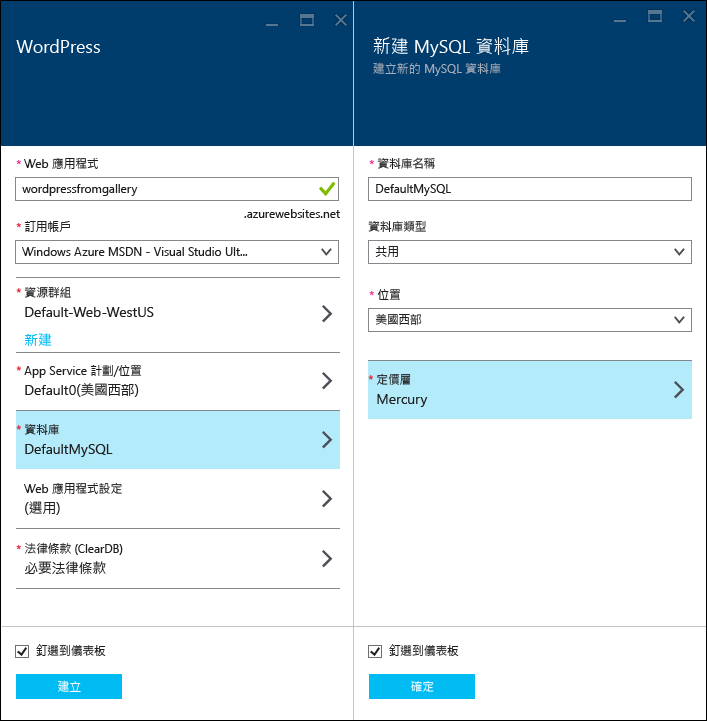 WordPress
* Web 應用程式
wordpressfromgallery
.azurewebsites.net
* 訂用帳戶
Windows Azure MSDN - Visual Studio Ult...
* 資源群組
Default-Web-WestUS
新建
* App Service 計劃/位置
Default0(美國西部)
* 資料庫
DefaultMySQL
Web 應用程式設定
(選用)
* 法律條款 (ClearDB)
必要法律條款
釘選到儀表板
建立
新建 MySQL 資料庫
建立新的 MySQL 資料庫
* 資料庫名稱
DefaultMySQL
資料庫類型
共用
* 位置
美國西部
* 定價層
Mercury
釘選到儀表板
確定